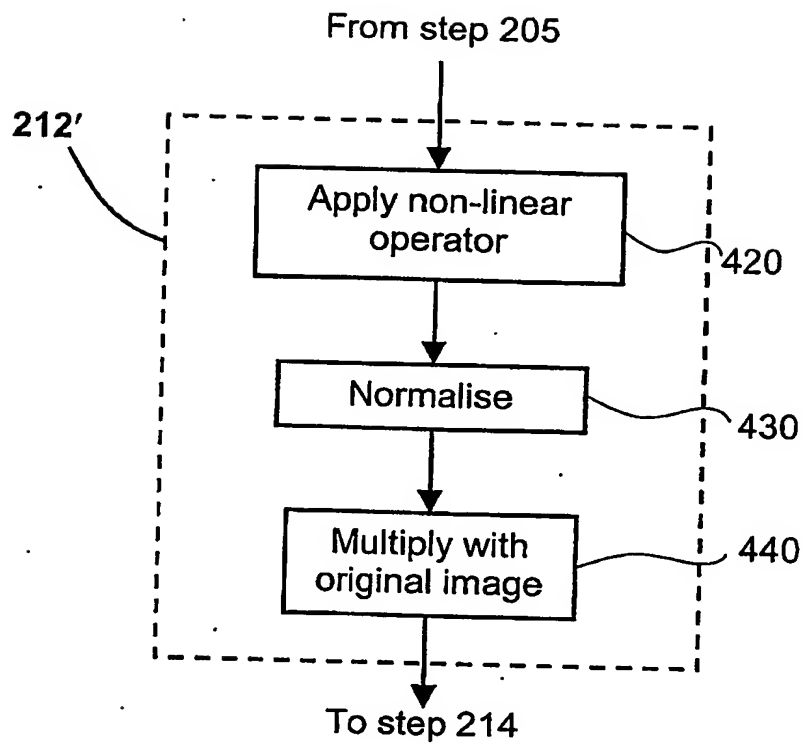 From step 205
212'
Apply non-linear
operator
420
Normalise
430
Multiply with
original image
440
To step 214